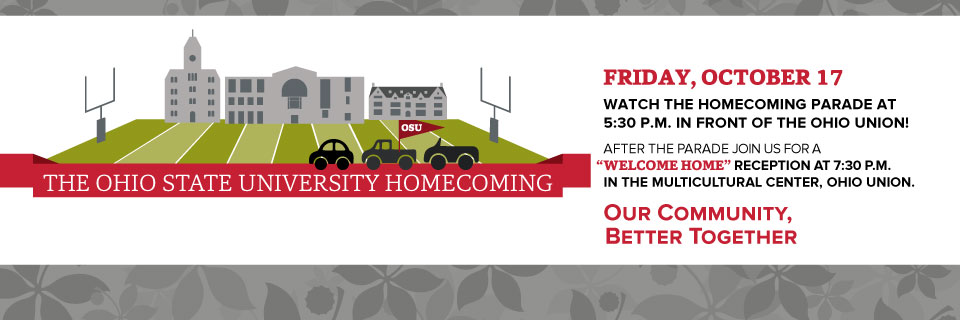 OSU
THE OHIO STATE UNIVERSITY HOMECOMING
FRIDAY, OCTOBER 17
WATCH THE HOMECOMING PARADE AT
5:30 P.M. IN FRONT OF THE OHIO UNION!
AFTER THE PARADE JOIN US FOR A
“WELCOME HOME” RECEPTION AT 7:30 P.M.
IN THE MULTICULTURAL CENTER, OHIO UNION.
OUR COMMUNITY,
BETTER TOGETHER